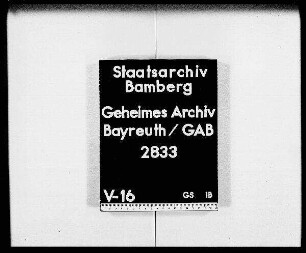 Staatsarchiv
Bamberg
Geheimes Archiv
Bayreuth / GAB
2833
V-16 GS IB